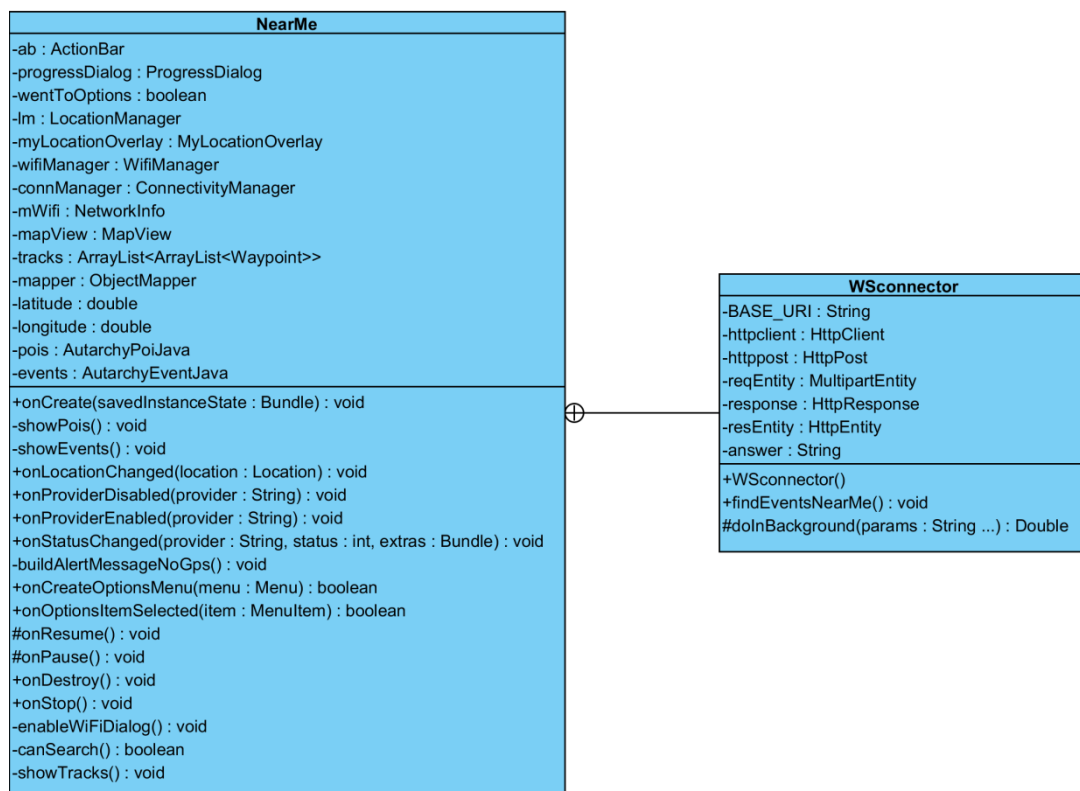 NearMe
-ab : ActionBar
-progressDialog : ProgressDialog
-wentToOptions : boolean
-lm : LocationManager
-myLocationOverlay : MyLocationOverlay
-wifiManager : WifiManager
-connManager : ConnectivityManager
-mWifi : NetworkInfo
-mapView : MapView
-tracks : ArrayList<ArrayList<Waypoint>>
-mapper : ObjectMapper
-latitude : double
-longitude : double
-pois : AutarchyPoiJava
-events : AutarchyEventJava
+onCreate(savedInstanceState : Bundle) : void
-showPois() : void
-showEvents() : void
+onLocationChanged(location : Location) : void
+onProviderDisabled(provider : String) : void
+onProviderEnabled(provider : String) : void
+onStatusChanged(provider : String, status : int, extras : Bundle) : void
-buildAlertMessageNoGps() : void
+onCreateOptionsMenu(menu : Menu) : boolean
+onOptionsItemSelected(item : MenuItem) : boolean
#onResume() : void
#onPause() : void
+onDestroy() : void
+onStop() : void
-enableWiFiDialog() : void
-canSearch() : boolean
-showTracks() : void
WSconnector
-BASE_URI : String
-httpclient : HttpClient
-httppost : HttpPost
-reqEntity : MultipartEntity
-response : HttpResponse
-resEntity : HttpEntity
-answer : String
+WSconnector()
+findEventsNearMe() : void
#doInBackground(params : String ...) : Double